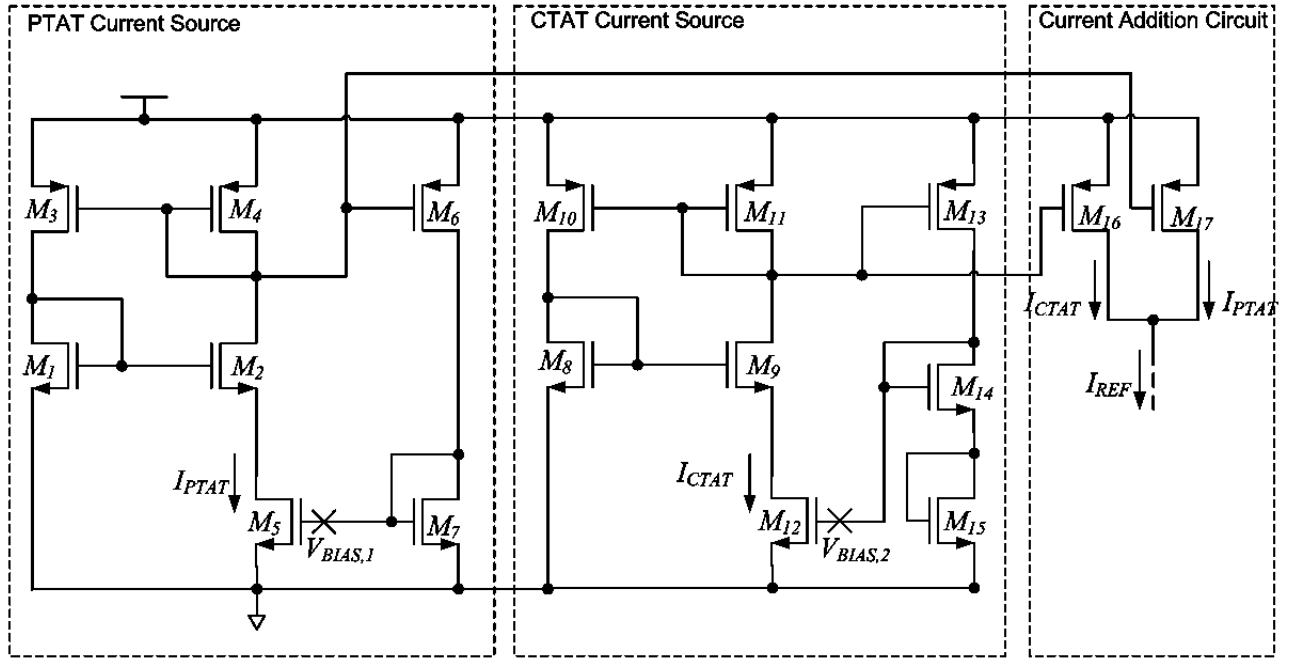 PTAT Current Source
CTAT Current Source
Current Addition Circuit
M3
M4
M6
M10
M11
M13
M16
M17
ICTAT
IPTAT
M1
M2
M8
M9
M14
IREF
IPTAT
ICTAT
M5
VBIAS,1
M7
M12
VBIAS,2
M15